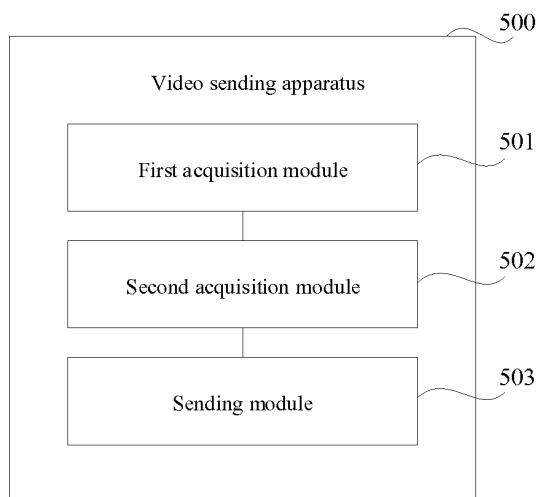 500
Video sending apparatus
501
First acquisition module
502
Second acquisition module
503
Sending module